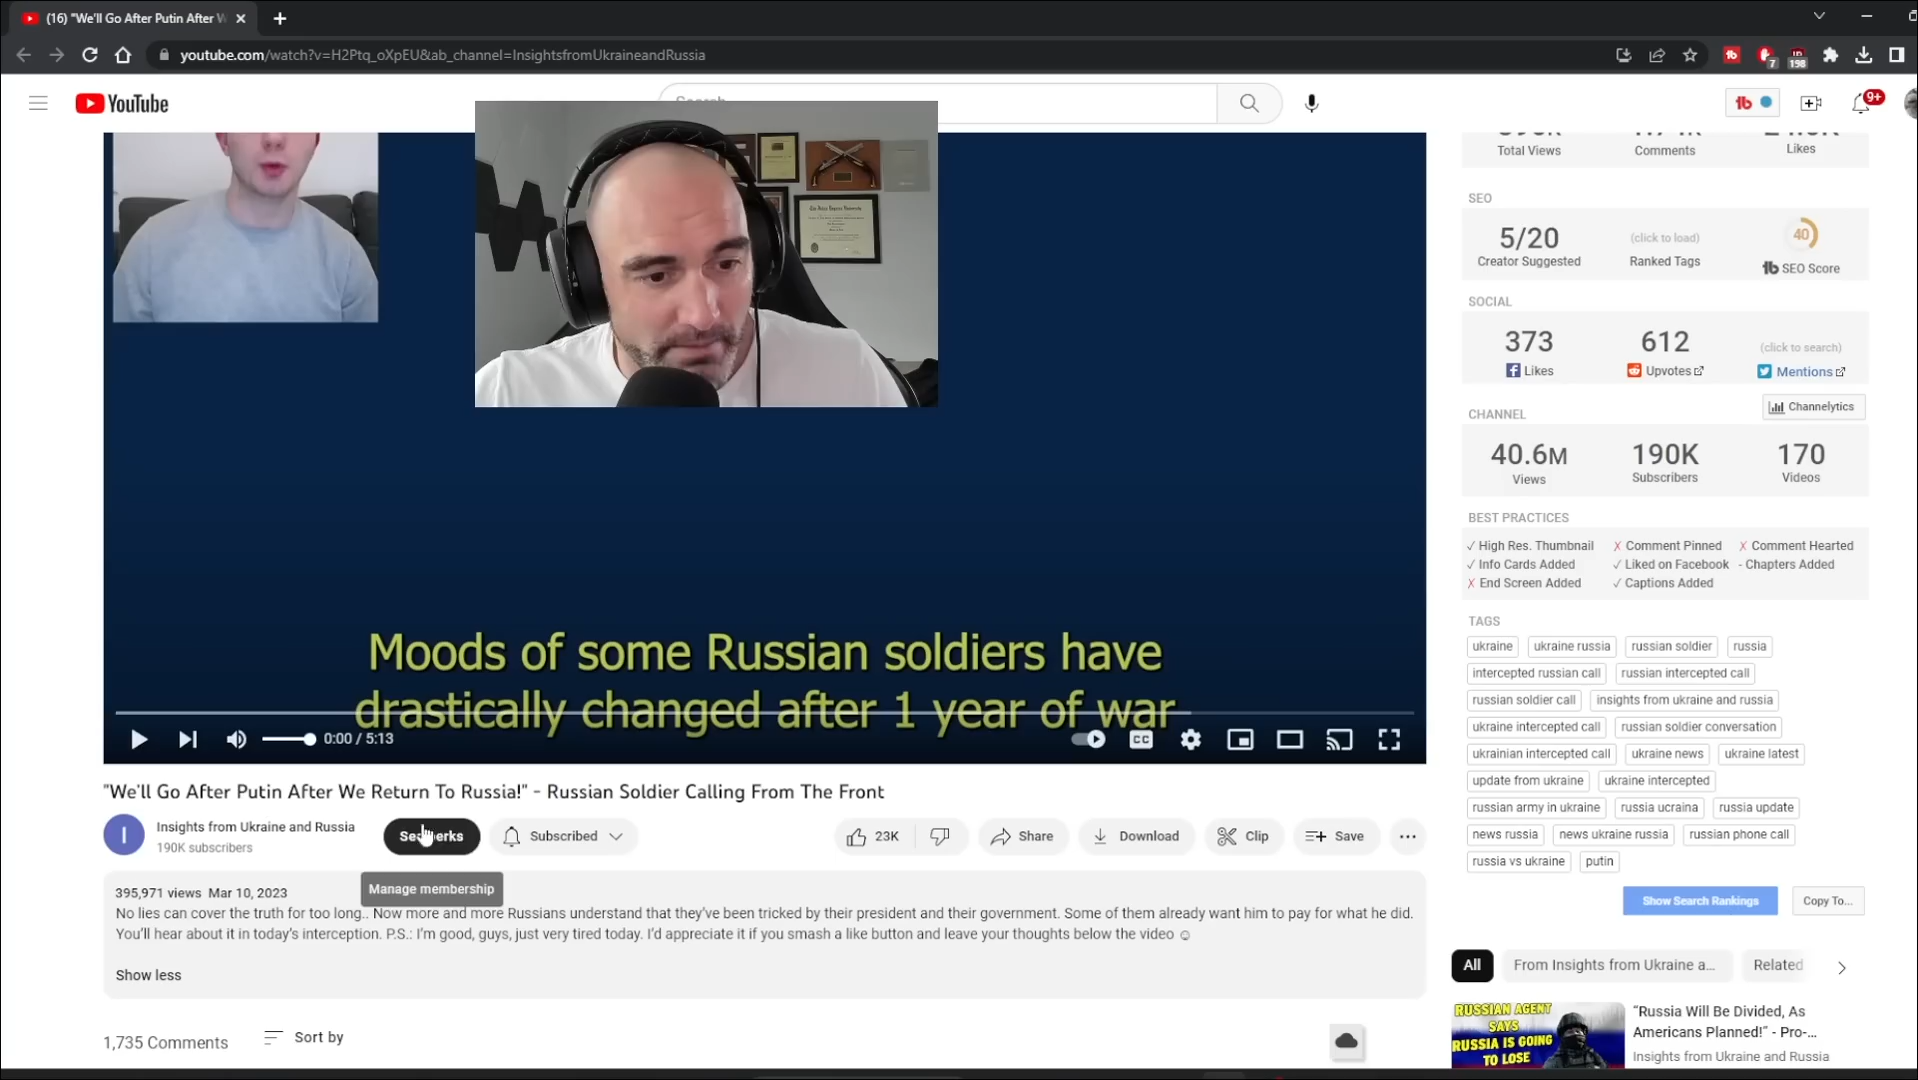 (16) "We'll Go After Putin After W
youtube.com/watch?v=H2Ptq_oXpEU&ab_channel=InsightsfromUkraineandRussia
7
198
YouTube
9+
Total Views
Comments
Likes
SEO
5/20
Creator Suggested
(click to load)
Ranked Tags
40
SEO Score
SOCIAL
373
Likes
612
Upvotes
(click to search)
Mentions
CHANNEL
Channelytics
40.6M
Views
190K
Subscribers
170
Videos
BEST PRACTICES
✓ High Res. Thumbnail
✗ Comment Pinned
✗ Comment Hearted
✓ Info Cards Added
✓ Liked on Facebook
- Chapters Added
✗ End Screen Added
✓ Captions Added
TAGS
ukraine
ukraine russia
russian soldier
russia
intercepted russian call
russian intercepted call
russian soldier call
insights from ukraine and russia
ukraine intercepted call
russian soldier conversation
ukrainian intercepted call
ukraine news
ukraine latest
update from ukraine
ukraine intercepted
russian army in ukraine
russia ucraina
russia update
news russia
news ukraine russia
russian phone call
russia vs ukraine
putin
Show Search Rankings
Copy To...
Moods of some Russian soldiers have
drastically changed after 1 year of war
0:00 / 5:13
CC
"We'll Go After Putin After We Return To Russia!" - Russian Soldier Calling From The Front
I
Insights from Ukraine and Russia
190K subscribers
See perks
Subscribed
23K
Share
Download
Clip
Save
Manage membership
395,971 views Mar 10, 2023
No lies can cover the truth for too long.. Now more and more Russians understand that they've been tricked by their president and their government. Some of them already want him to pay for what he did.
You'll hear about it in today's interception. P.S.: I'm good, guys, just very tired today. I'd appreciate it if you smash a like button and leave your thoughts below the video ☺
Show less
1,735 Comments
Sort by
All
From Insights from Ukraine a...
Related
RUSSIAN AGENT
SAYS
RUSSIA IS GOING
TO LOSE
"Russia Will Be Divided, As
Americans Planned!" - Pro-...
Insights from Ukraine and Russia